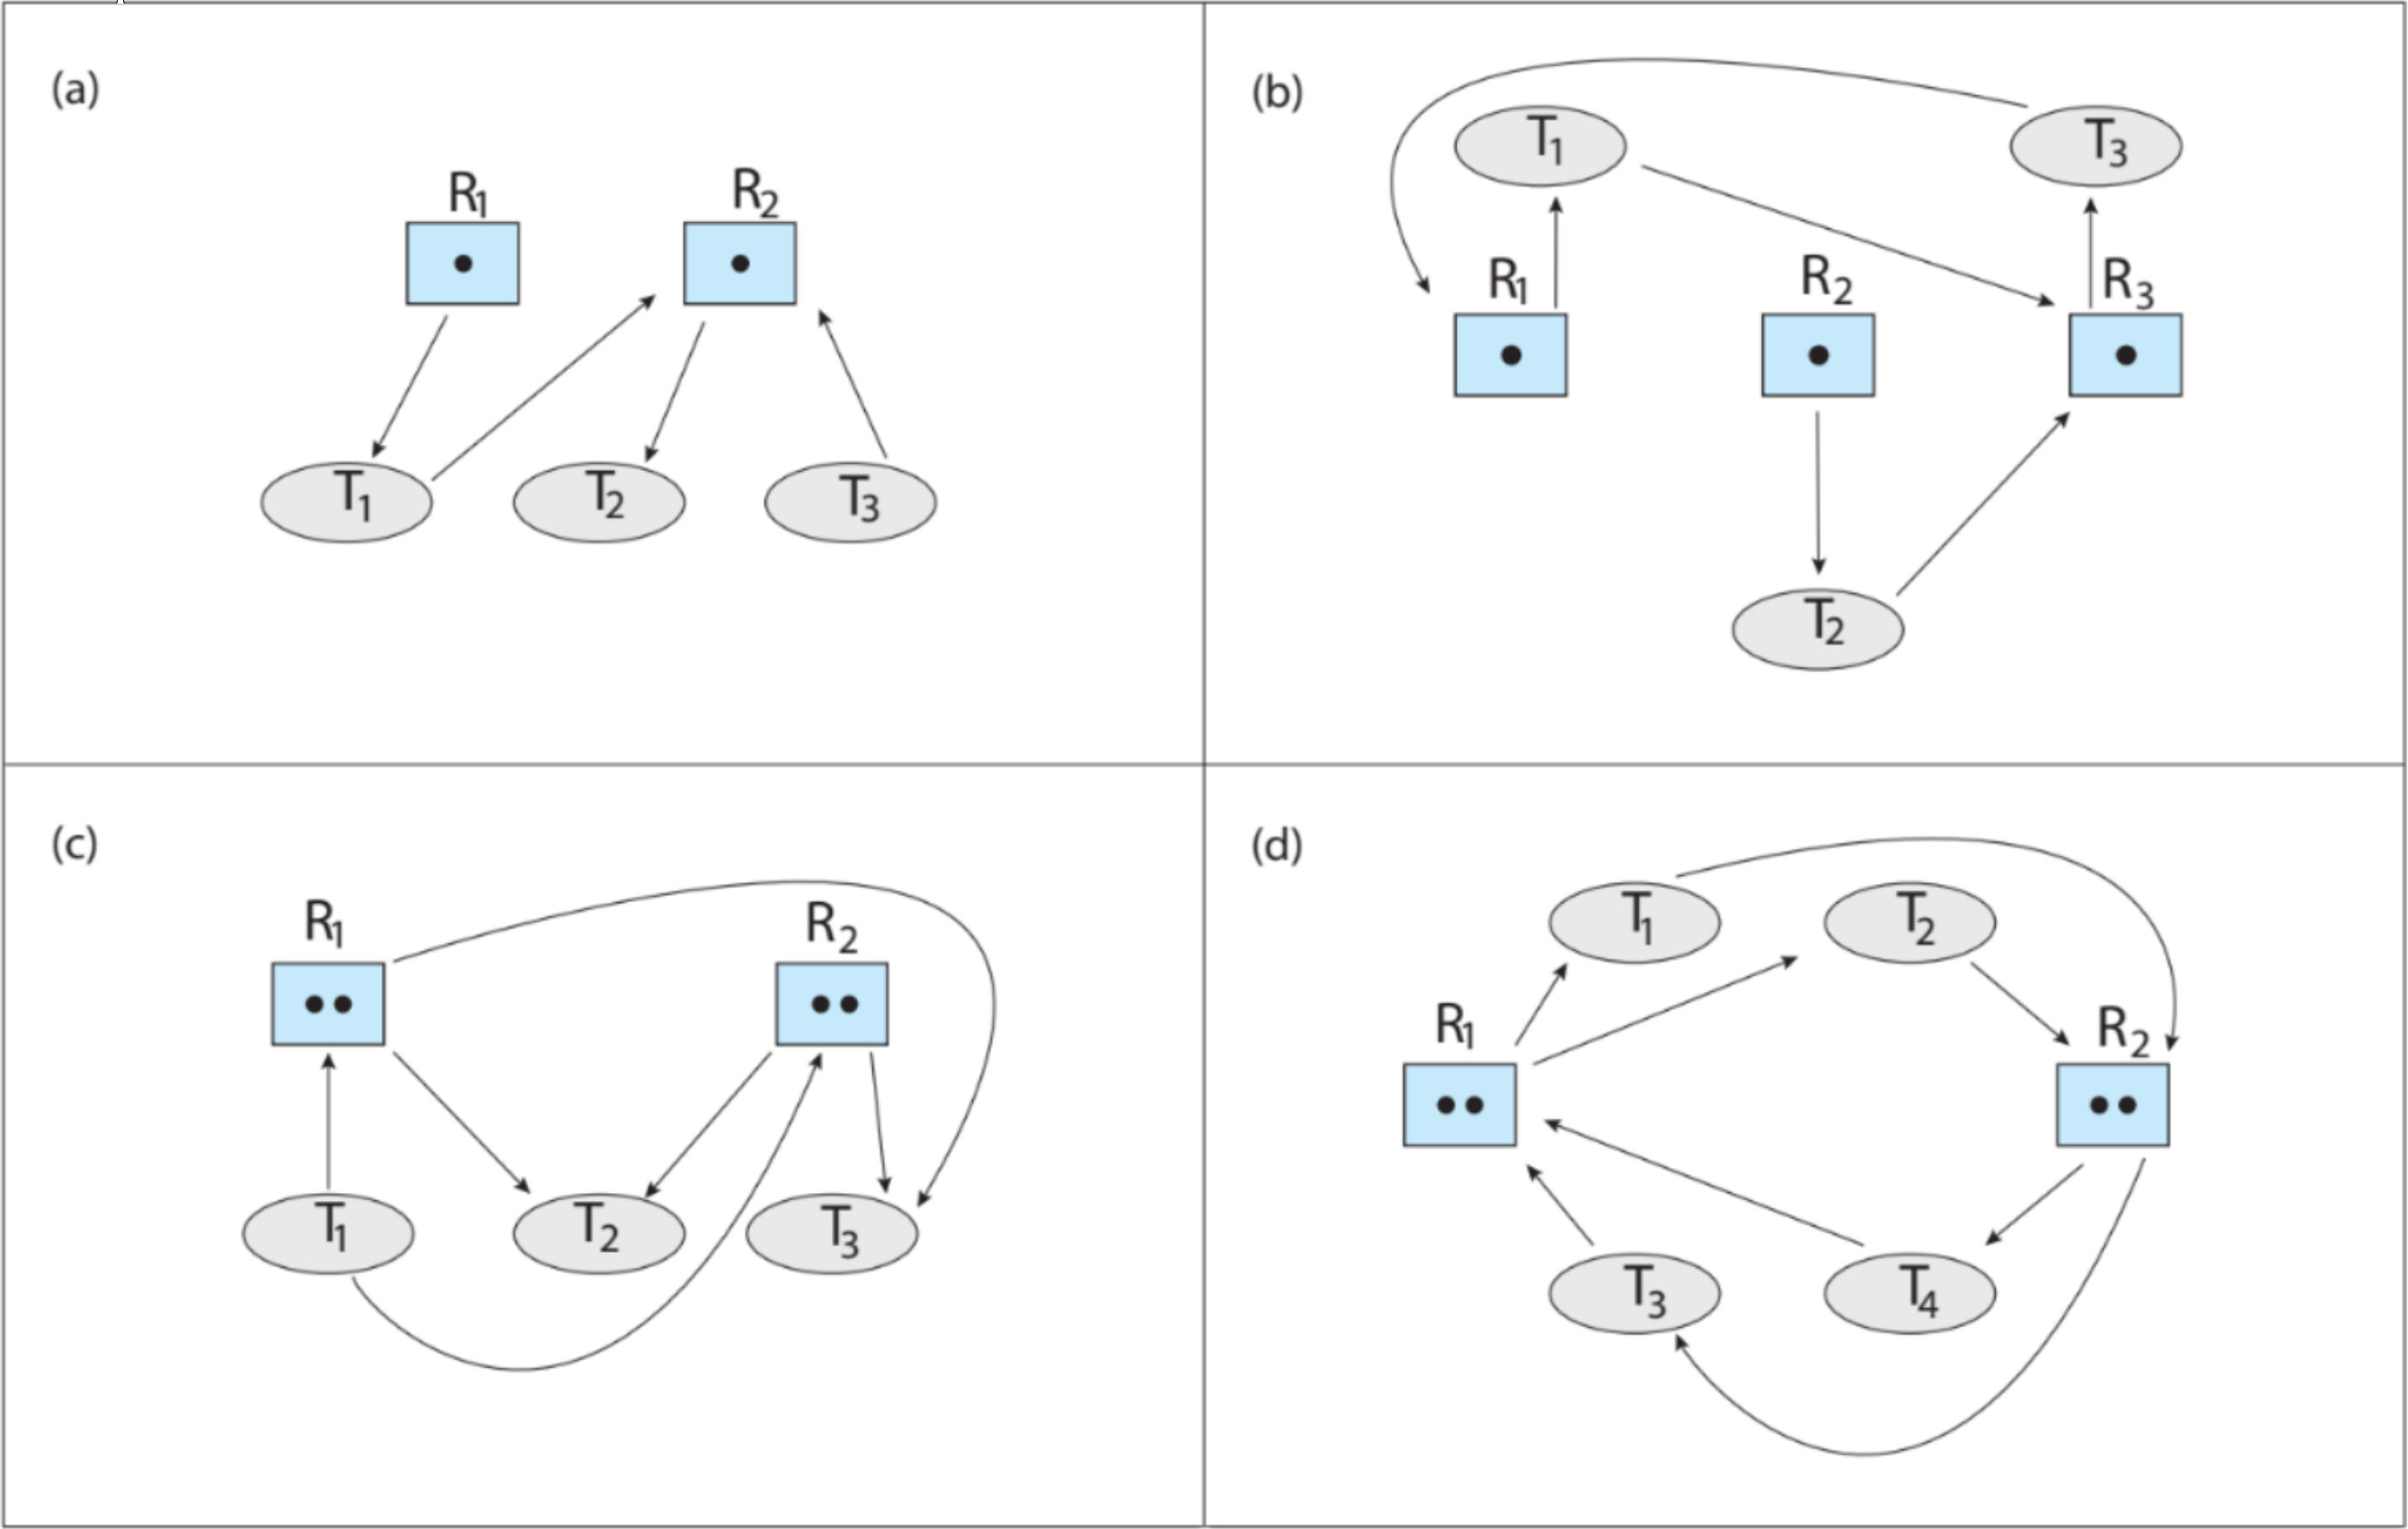 (a)
R1 R2
T1 T2 T3
(b)
T1 T3
R1 R2 R3
T2
(c)
R1 R2
T1 T2 T3
(d)
T1 T2
R1 R2
T3 T4